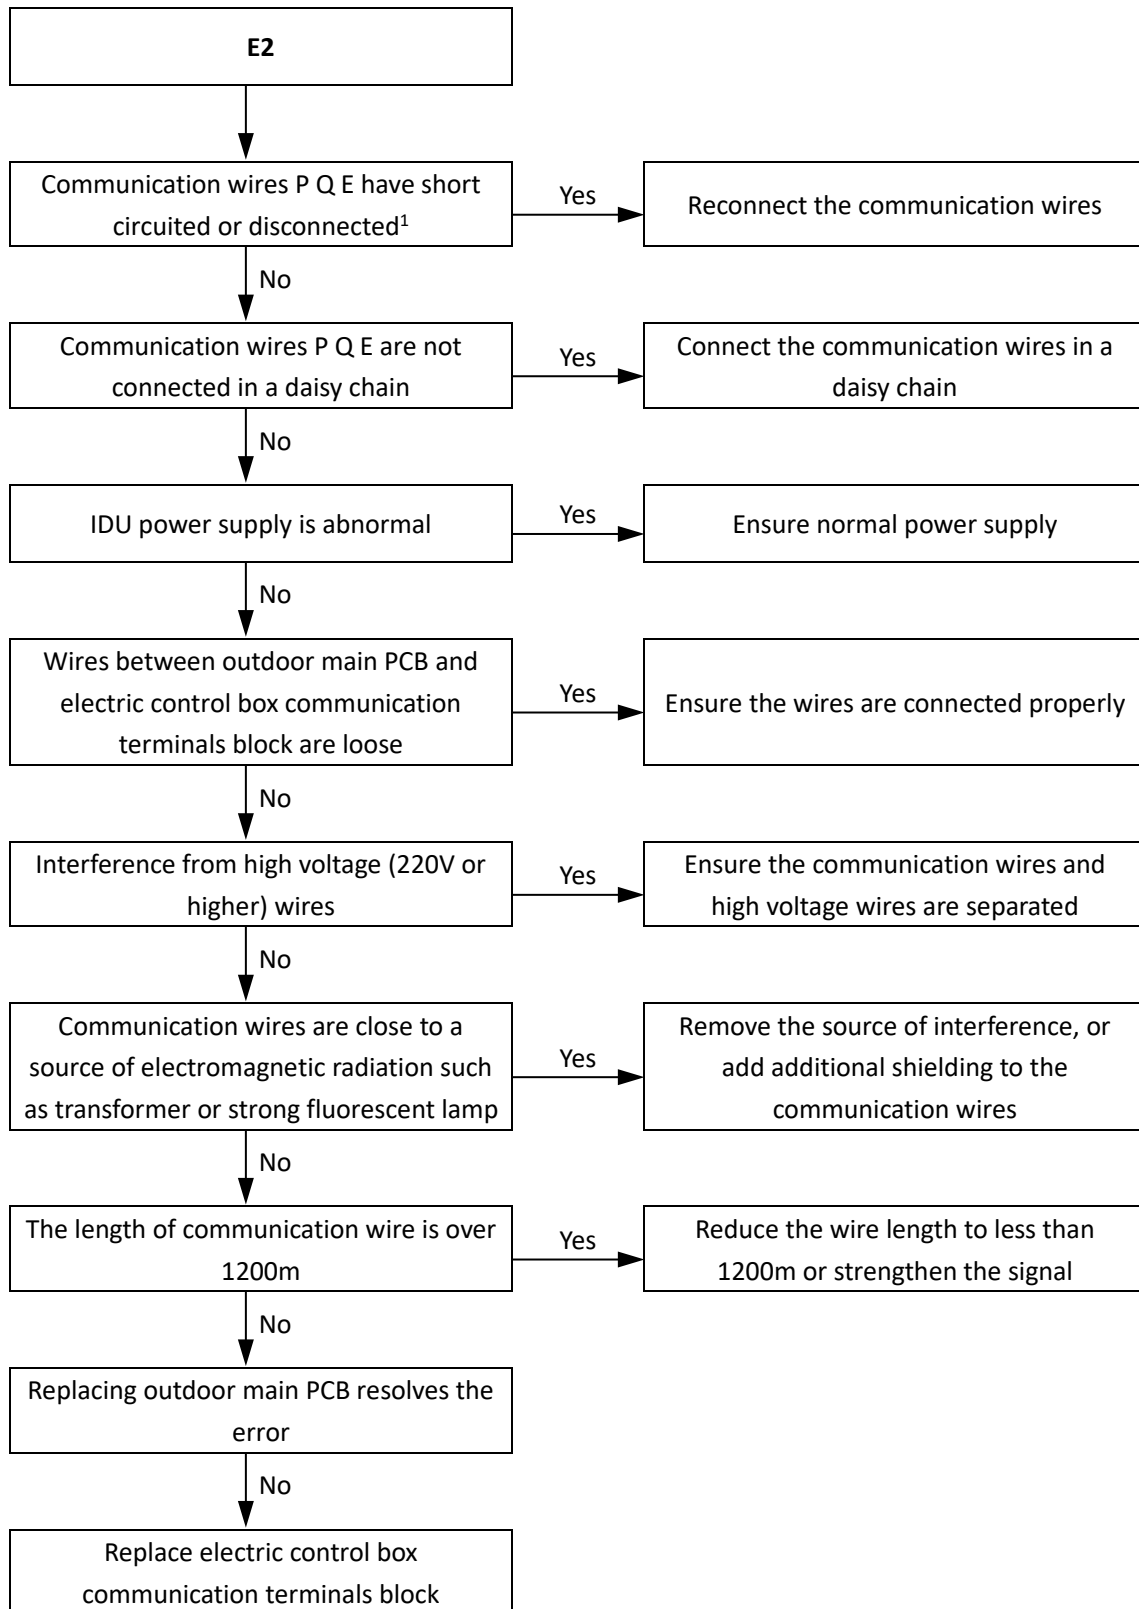 E2
Communication wires P Q E have short
circuited or disconnected¹
Yes
Reconnect the communication wires
No
Communication wires P Q E are not
connected in a daisy chain
Yes
Connect the communication wires in a
daisy chain
No
IDU power supply is abnormal
Yes
Ensure normal power supply
No
Wires between outdoor main PCB and
electric control box communication
terminals block are loose
Yes
Ensure the wires are connected properly
No
Interference from high voltage (220V or
higher) wires
Yes
Ensure the communication wires and
high voltage wires are separated
No
Communication wires are close to a
source of electromagnetic radiation such
as transformer or strong fluorescent lamp
Yes
Remove the source of interference, or
add additional shielding to the
communication wires
No
The length of communication wire is over
1200m
Yes
Reduce the wire length to less than
1200m or strengthen the signal
No
Replacing outdoor main PCB resolves the
error
No
Replace electric control box
communication terminals block